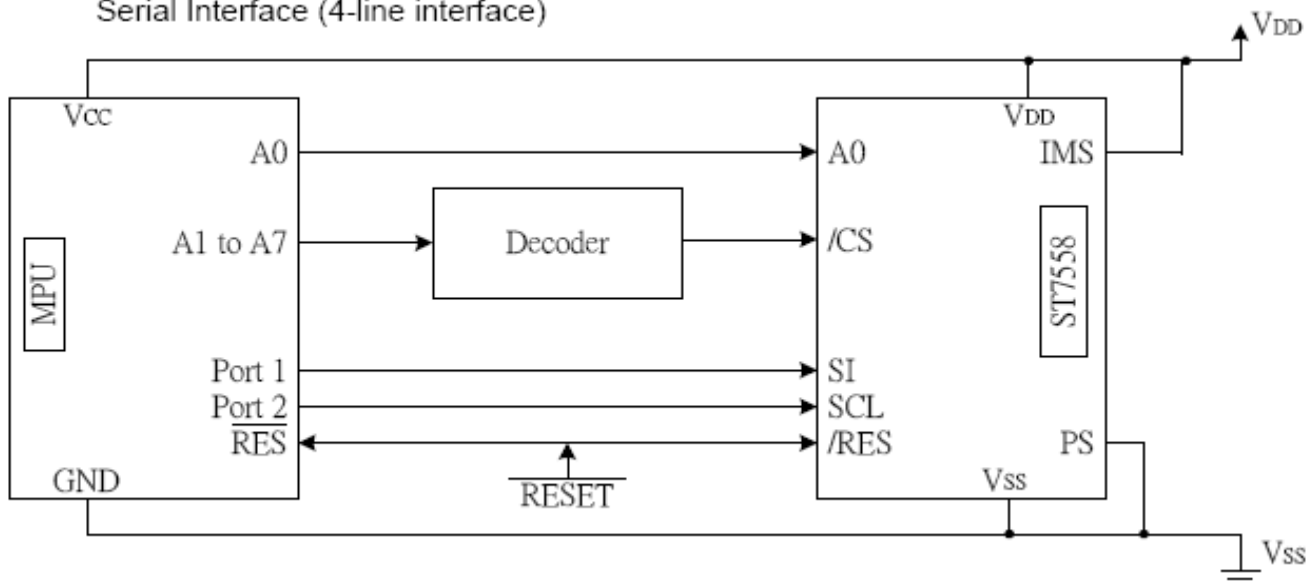 Serial Interface (4-line interface)
VDD
VCC
VDD
A0
A0
IMS
A1 to A7
Decoder
/CS
MPU
ST7558
Port 1
SI
Port 2
SCL
RES
/RES
PS
GND
RESET
VSS
VSS